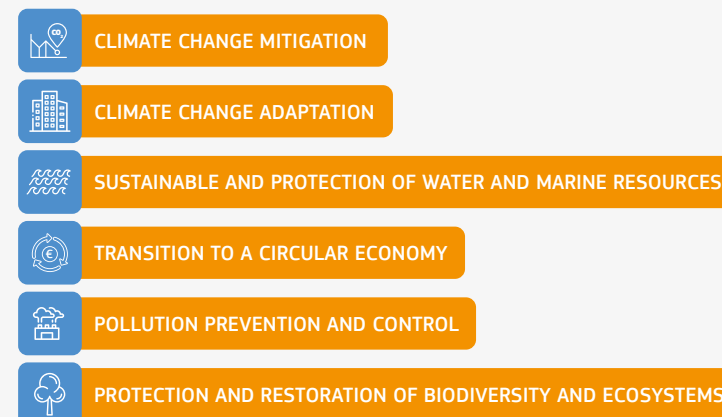 CO₂
CLIMATE CHANGE MITIGATION
CLIMATE CHANGE ADAPTATION
SUSTAINABLE AND PROTECTION OF WATER AND MARINE RESOURCES
€
TRANSITION TO A CIRCULAR ECONOMY
POLLUTION PREVENTION AND CONTROL
PROTECTION AND RESTORATION OF BIODIVERSITY AND ECOSYSTEMS